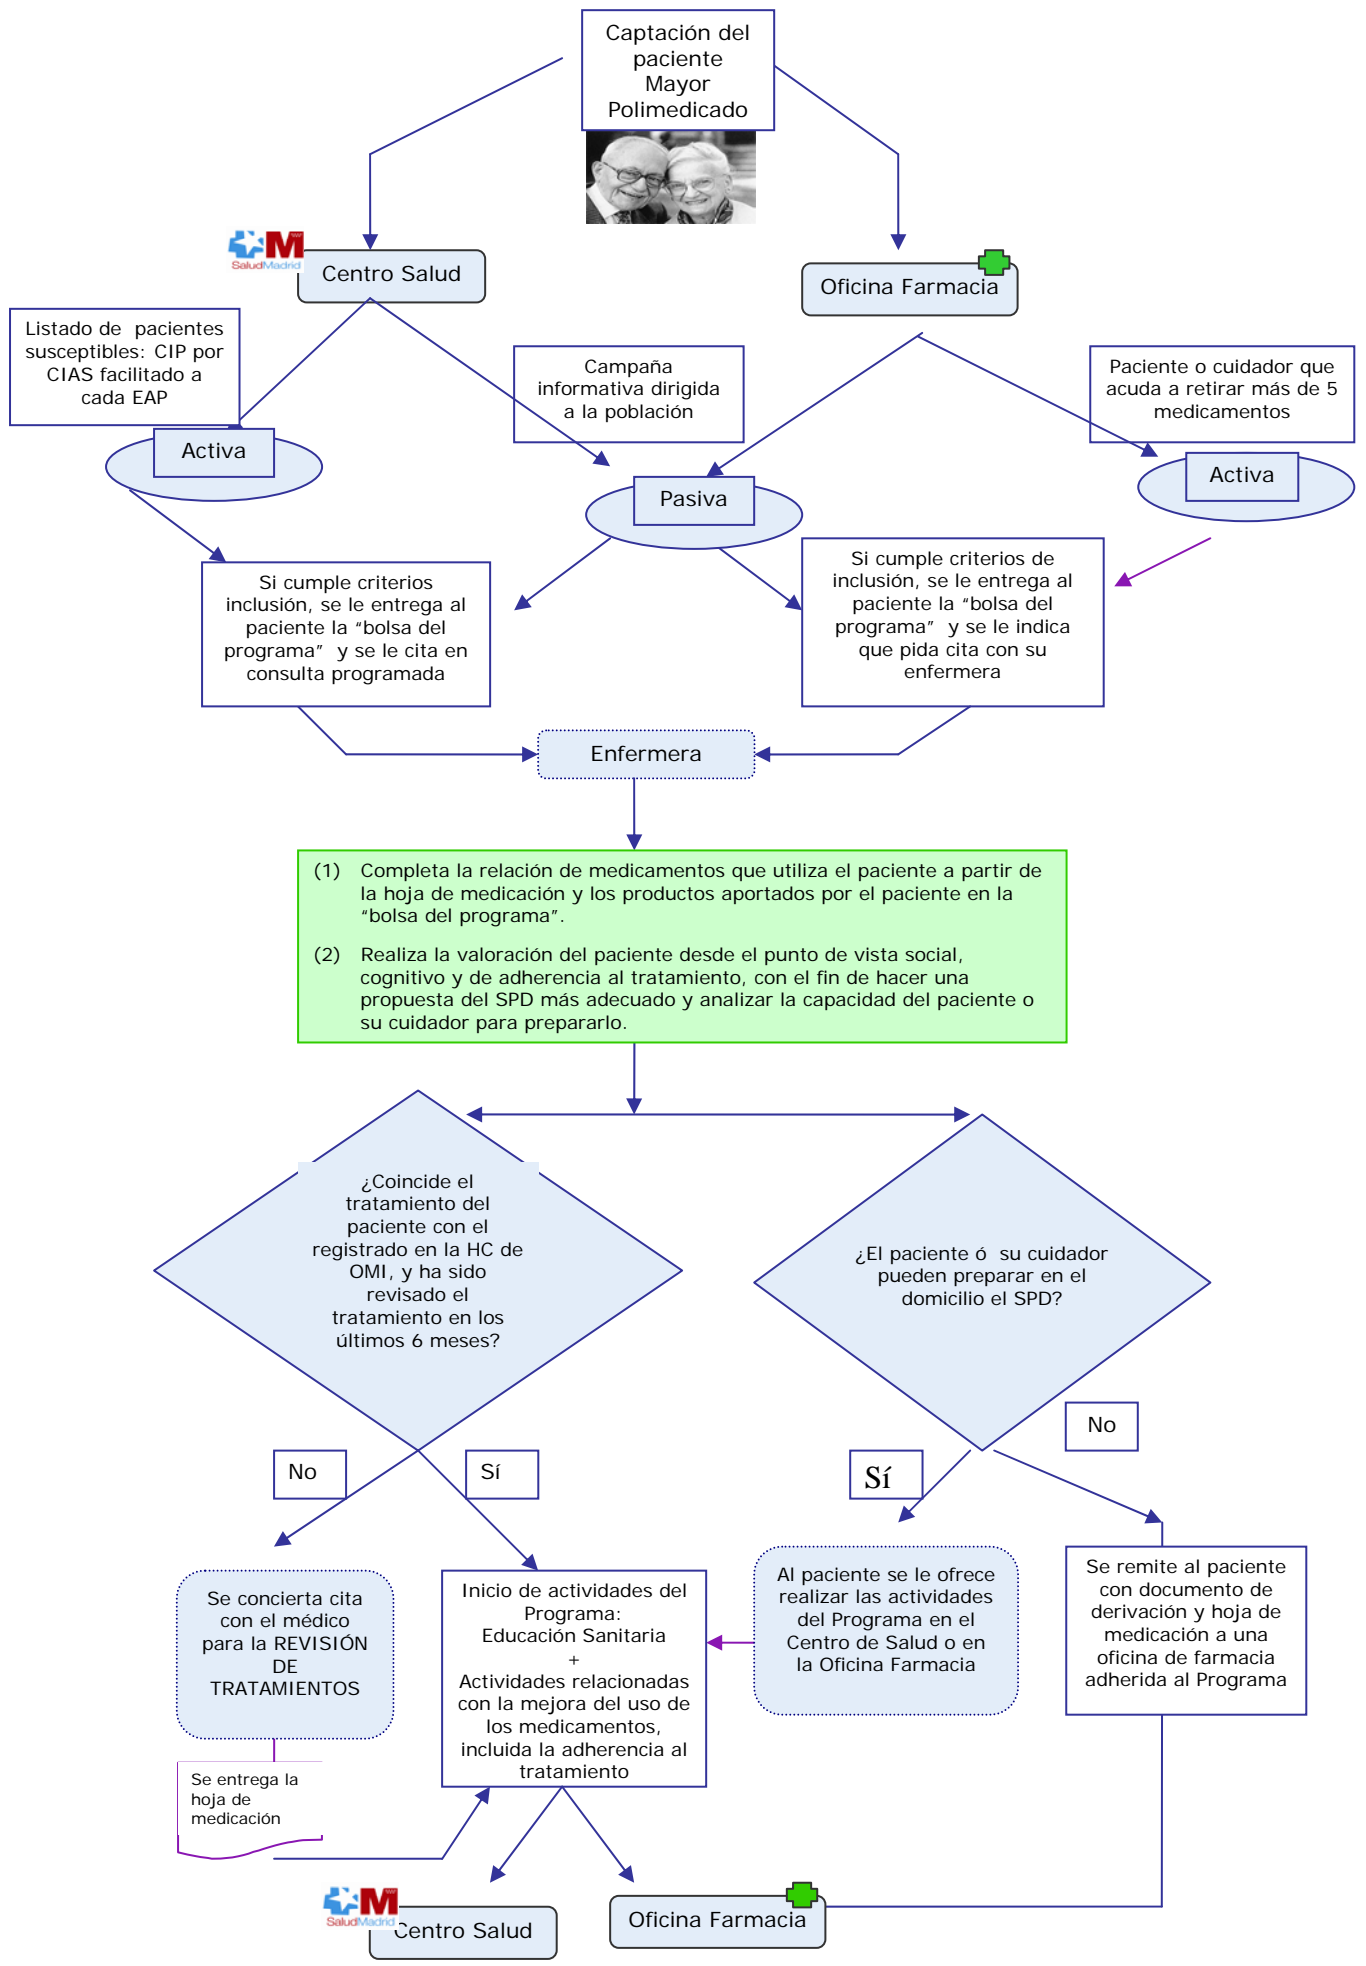 Captación del
paciente
Mayor
Polimedicado
SaludMadrid
Centro Salud
Oficina Farmacia
Listado de pacientes
susceptibles: CIP por
CIAS facilitado a
cada EAP
Campaña
informativa dirigida
a la población
Paciente o cuidador que
acuda a retirar más de 5
medicamentos
Activa
Pasiva
Activa
Si cumple criterios
inclusión, se le entrega al
paciente la “bolsa del
programa” y se le cita en
consulta programada
Si cumple criterios de
inclusión, se le entrega al
paciente la “bolsa del
programa” y se le indica
que pida cita con su
enfermera
Enfermera
(1) Completa la relación de medicamentos que utiliza el paciente a partir de
la hoja de medicación y los productos aportados por el paciente en la
“bolsa del programa”.
(2) Realiza la valoración del paciente desde el punto de vista social,
cognitivo y de adherencia al tratamiento, con el fin de hacer una
propuesta del SPD más adecuado y analizar la capacidad del paciente o
su cuidador para prepararlo.
¿Coincide el
tratamiento del
paciente con el
registrado en la HC de
OMI, y ha sido
revisado el
tratamiento en los
últimos 6 meses?
¿El paciente ó su cuidador
pueden preparar en el
domicilio el SPD?
No
Sí
Sí
No
Se concierta cita
con el médico
para la REVISIÓN
DE
TRATAMIENTOS
Inicio de actividades del
Programa:
Educación Sanitaria
+
Actividades relacionadas
con la mejora del uso de
los medicamentos,
incluida la adherencia al
tratamiento
Al paciente se le ofrece
realizar las actividades
del Programa en el
Centro de Salud o en
la Oficina Farmacia
Se remite al paciente
con documento de
derivación y hoja de
medicación a una
oficina de farmacia
adherida al Programa
Se entrega la
hoja de
medicación
SaludMadrid
Centro Salud
Oficina Farmacia